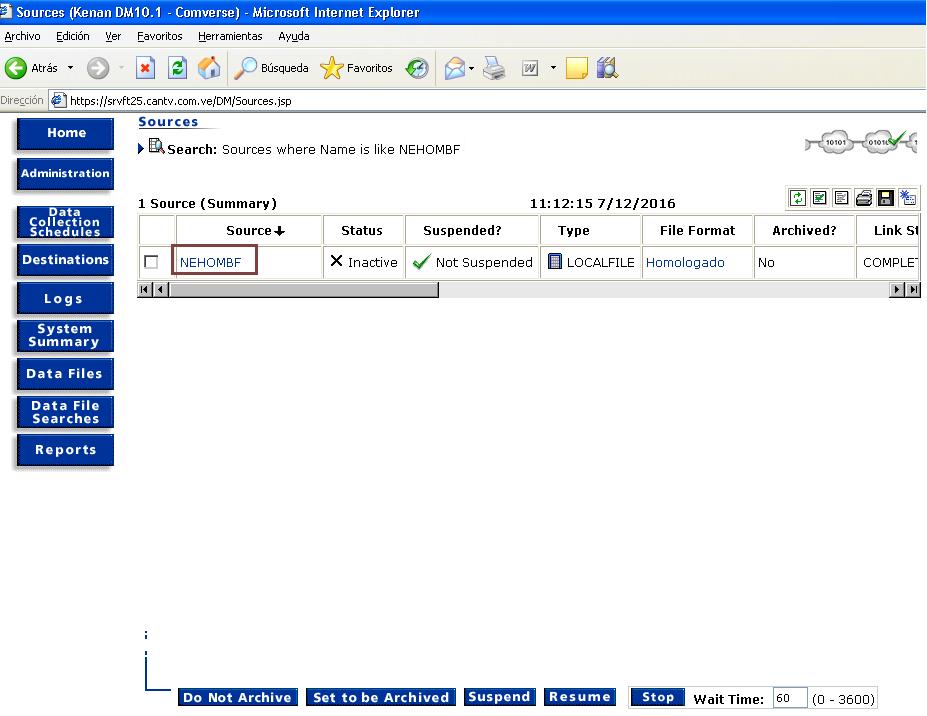 Sources (Kenan DM10.1 - Comverse) - Microsoft Internet Explorer
Archivo Edición Ver Favoritos Herramientas Ayuda
Atrás Búsqueda Favoritos
Dirección https://srvft25.cantv.com.ve/DM/Sources.jsp
Home
Administration
Data Collection Schedules
Destinations
Logs
System Summary
Data Files
Data File Searches
Reports
Sources
Search: Sources where Name is like NEHOMBF
10101 01010 1
1 Source (Summary) 11:12:15 7/12/2016
Source Status Suspended? Type File Format Archived? Link St
NEHOMBF Inactive Not Suspended LOCALFILE Homologado No COMPLET
Do Not Archive Set to be Archived Suspend Resume Stop Wait Time: 60 (0 - 3600)